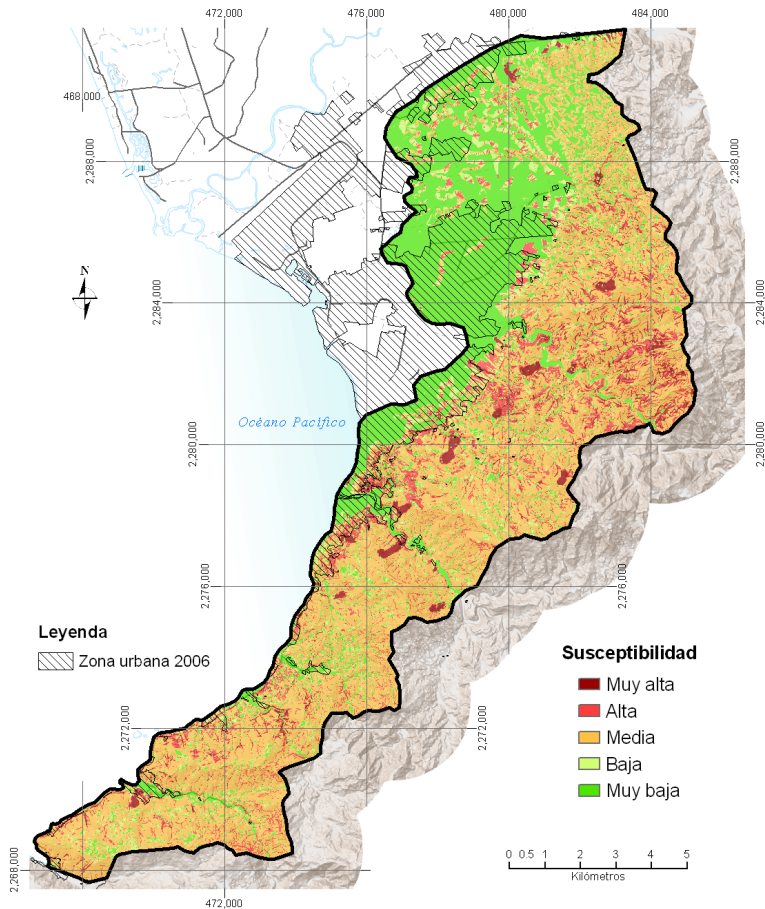 472,000
476,000
480,000
484,000
468,000
2,288,000
2,288,000
N
2,284,000
2,284,000
Océano Pacífico
2,280,000
2,280,000
2,276,000
2,276,000
Leyenda
Zona urbana 2006
Susceptibilidad
Muy alta
Alta
Media
Baja
Muy baja
2,272,000
2,272,000
2,268,000
0 0.5 1 2 3 4 5
Kilómetros
472,000